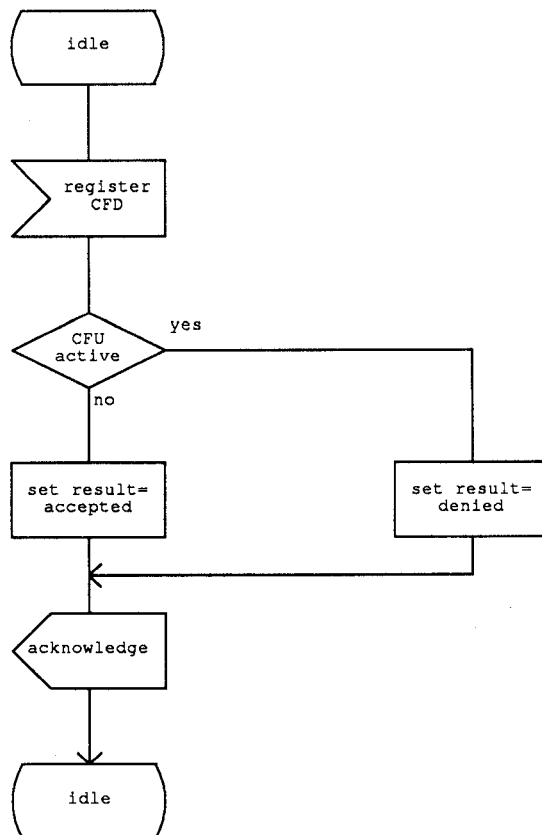 idle
register
CFD
CFU
active
yes
no
set result=
accepted
set result=
denied
acknowledge
idle